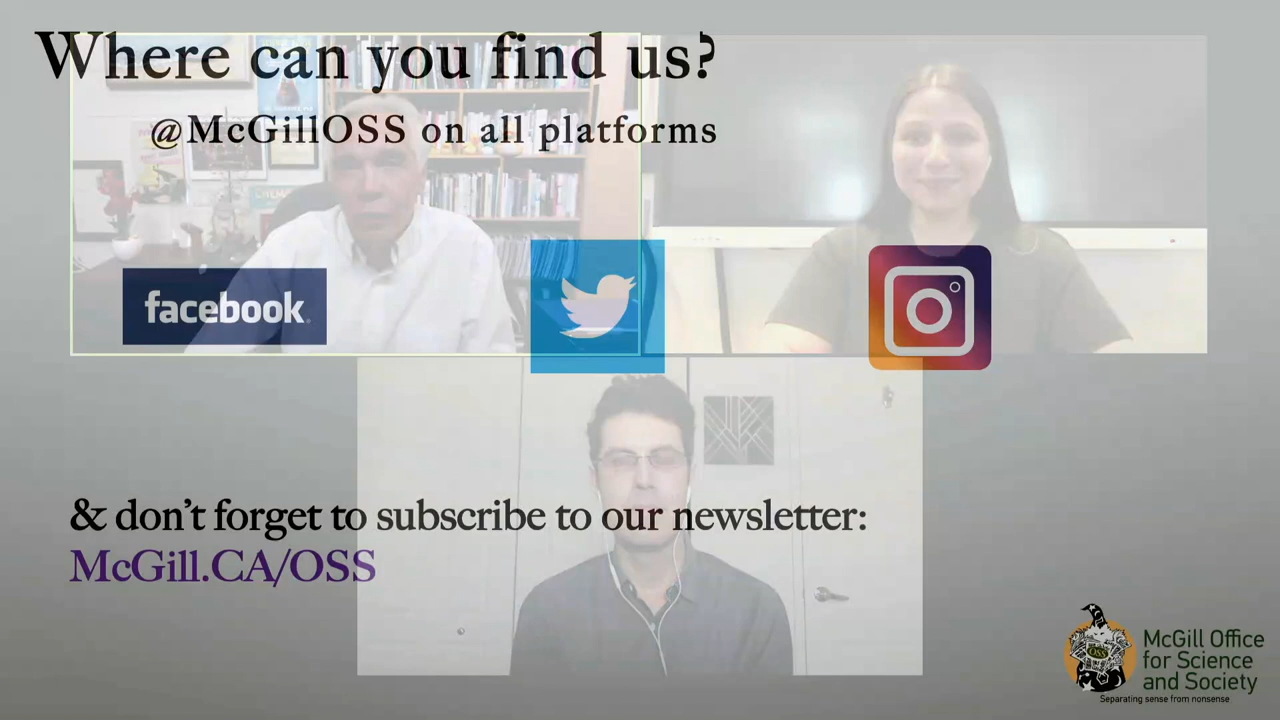 Where can you find us?
@McGillOSS on all platforms
facebook
& don't forget to subscribe to our newsletter:
McGill.CA/OSS
OSS
McGill Office
for Science
and Society
Separating sense from nonsense